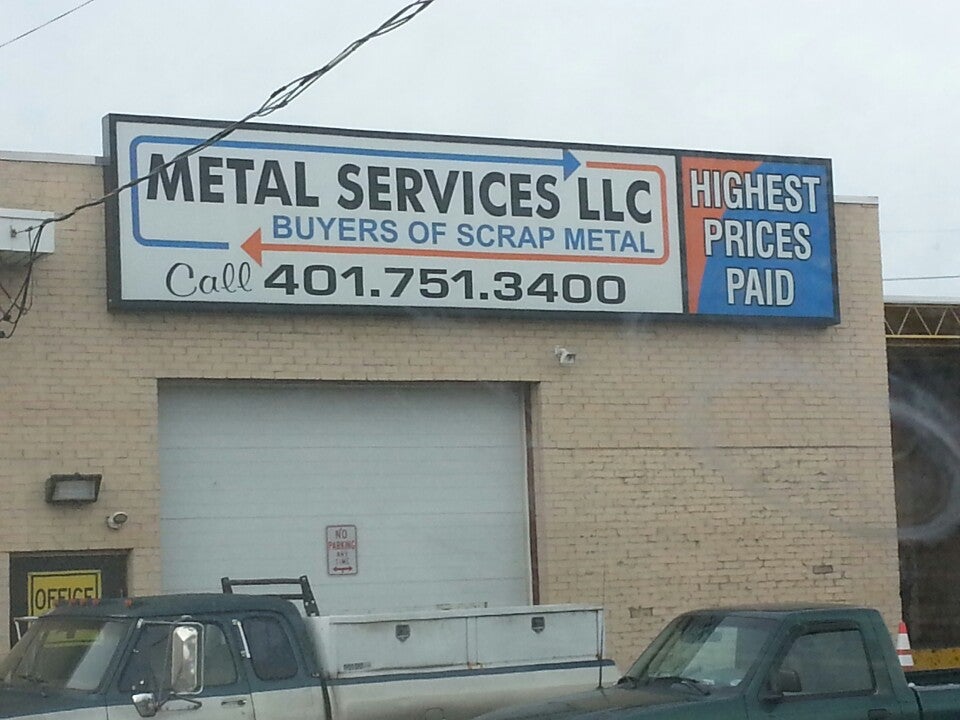 METAL SERVICES LLC
BUYERS OF SCRAP METAL
Call 401.751.3400
HIGHEST
PRICES
PAID
NO
PARKING
ANY
TIME
OFFICE